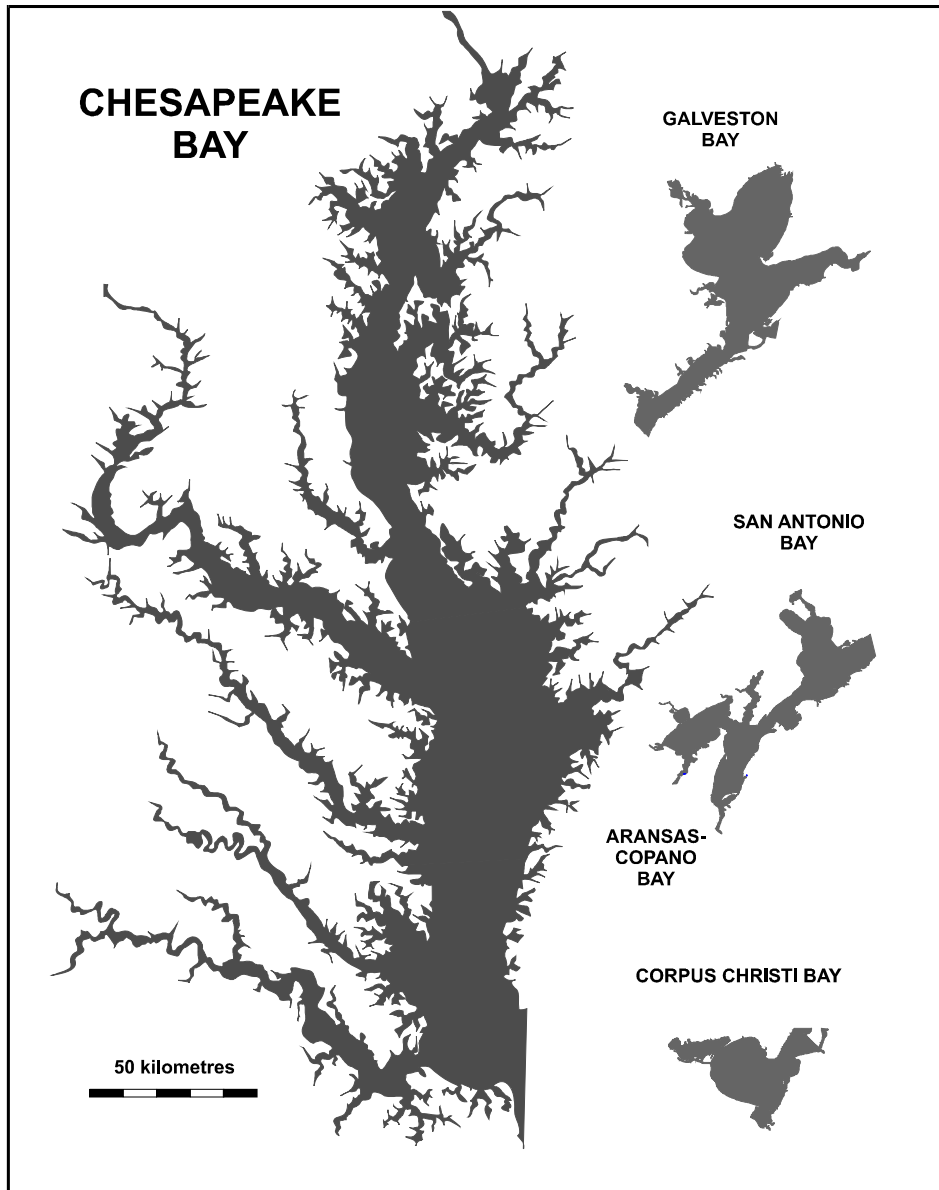 CHESAPEAKE
BAY
GALVESTON
BAY
SAN ANTONIO
BAY
ARANSAS-
COPANO
BAY
CORPUS CHRISTI BAY
50 kilometres